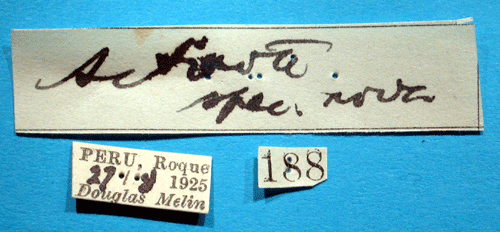 Actinote
spec. nova
PERU. Roque
1925
Douglas Melin
188